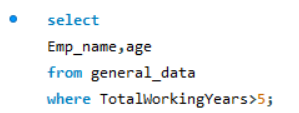 select
Emp_name,age
from general_data
where TotalWorkingYears>5;